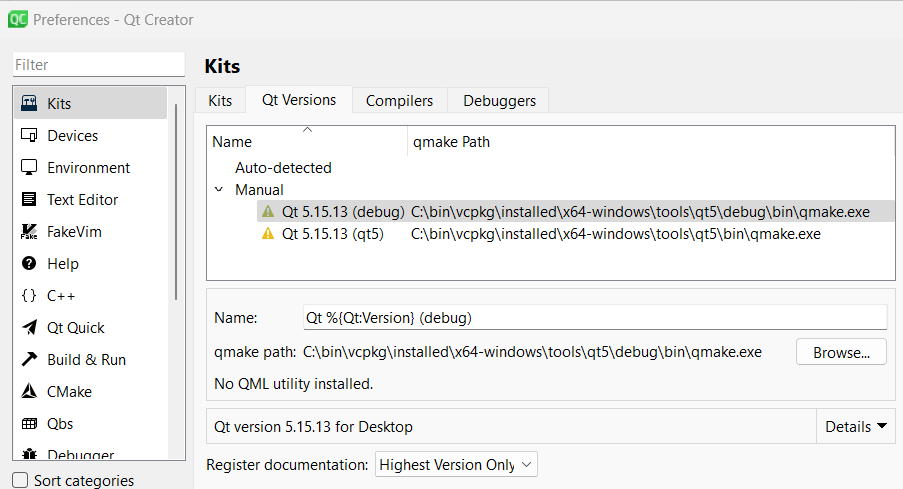 QC Preferences - Qt Creator
Filter
Kits
Devices
Environment
Text Editor
Fake FakeVim
Help
{} C++
Qt Quick
Build & Run
CMake
Qbs
Debugger
Sort categories
Kits
Kits Qt Versions Compilers Debuggers
Name qmake Path
Auto-detected
Manual
Qt 5.15.13 (debug) C:\bin\vcpkg\installed\x64-windows\tools\qt5\debug\bin\qmake.exe
Qt 5.15.13 (qt5) C:\bin\vcpkg\installed\x64-windows\tools\qt5\bin\qmake.exe
Name: Qt %{Qt:Version} (debug)
qmake path: C:\bin\vcpkg\installed\x64-windows\tools\qt5\debug\bin\qmake.exe Browse...
No QML utility installed.
Qt version 5.15.13 for Desktop Details
Register documentation: Highest Version Only